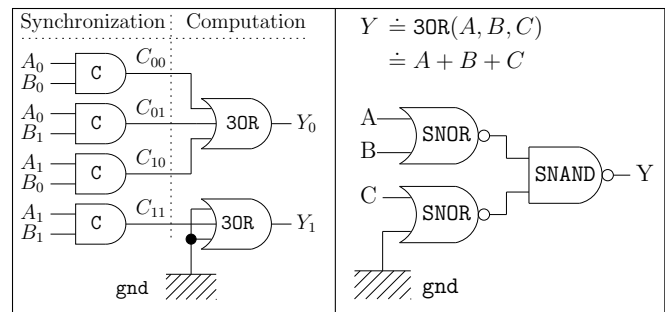 Synchronization Computation
A₀ B₀ C C₀₀
A₀ B₁ C C₀₁
3OR Y₀
A₁ B₀ C C₁₀
A₁ B₁ C C₁₁
3OR Y₁
gnd
Y ≐ 3OR(A, B, C)
≐ A + B + C
A
B
SNOR
SNAND Y
C
SNOR
gnd